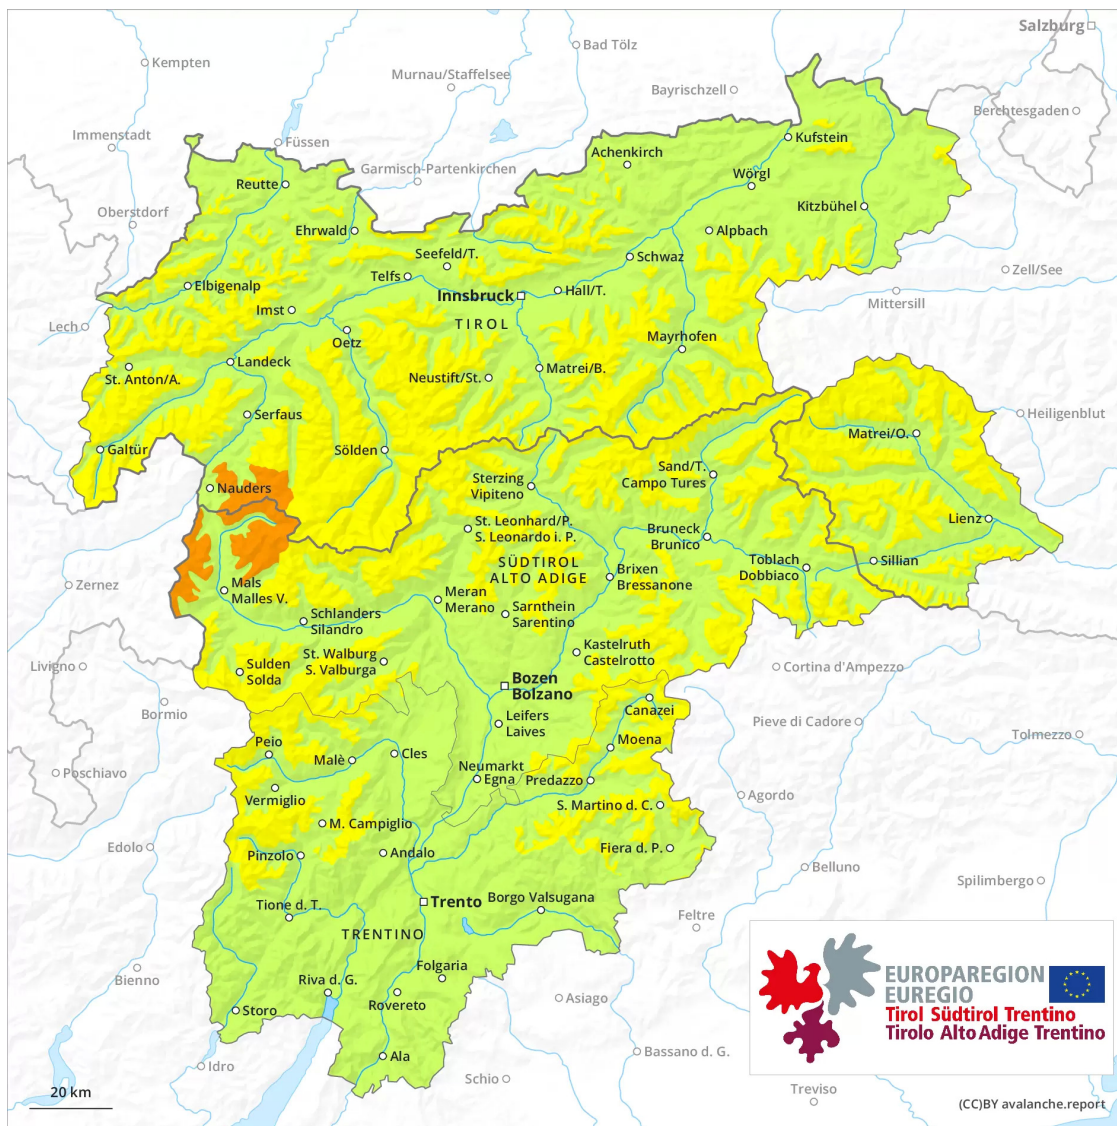 Salzburg
Bad Tölz
Kempten
Murnau/Staffelsee
Bayrischzell
Berchtesgaden
Immenstadt
Füssen
Kufstein
Achenkirch
Garmisch-Partenkirchen
Wörgl
Reutte
Oberstdorf
Kitzbühel
Ehrwald
Alpbach
Seefeld/T.
Schwaz
Telfs
Zell/See
Elbigenalp
Innsbruck
Hall/T.
Mittersill
Imst
TIROL
Lech
Oetz
Mayrhofen
Landeck
Matrei/B.
St. Anton/A.
Neustift/St.
Serfaus
Heiligenblut
Matrei/O.
Galtür
Sölden
Sand/T.
Campo Tures
Sterzing
Vipiteno
Nauders
Lienz
St. Leonhard/P.
S. Leonardo i. P.
Bruneck
Brunico
SÜDTIROL
ALTO ADIGE
Toblach
Dobbiaco
Sillian
Brixen
Bressanone
Zernez
Mals
Malles V.
Meran
Merano
Sarnthein
Sarentino
Schlanders
Silandro
Kastelruth
Castelrotto
St. Walburg
S. Valburga
Livigno
Sulden
Solda
Cortina d'Ampezzo
Bozen
Bolzano
Bormio
Canazei
Leifers
Laives
Pieve di Cadore
Tolmezzo
Moena
Peio
Cles
Malè
Poschiavo
Neumarkt
Egna
Predazzo
Vermiglio
Agordo
S. Martino d. C.
M. Campiglio
Edolo
Fiera d. P.
Pinzolo
Andalo
Belluno
Spilimbergo
Borgo Valsugana
Trento
Tione d. T.
Feltre
TRENTINO
Bienno
Folgaria
Riva d. G.
Rovereto
Asiago
Storo
Ala
Bassano d. G.
Idro
Schio
Treviso
EUROPAREGION
EUREGIO
Tirol Südtirol Trentino
Tirolo Alto Adige Trentino
20 km
(CC)BY avalanche.report